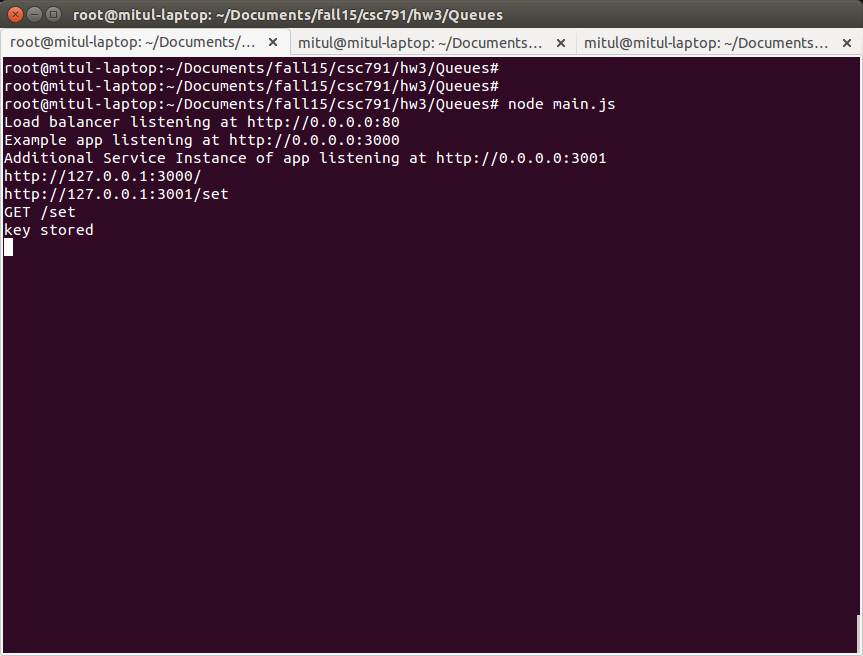 root@mitul-laptop: ~/Documents/fall15/csc791/hw3/Queues
root@mitul-laptop: ~/Documents/... × mitul@mitul-laptop: ~/Documents... × mitul@mitul-laptop: ~/Documents... ×
root@mitul-laptop:~/Documents/fall15/csc791/hw3/Queues#
root@mitul-laptop:~/Documents/fall15/csc791/hw3/Queues#
root@mitul-laptop:~/Documents/fall15/csc791/hw3/Queues# node main.js
Load balancer listening at http://0.0.0.0:80
Example app listening at http://0.0.0.0:3000
Additional Service Instance of app listening at http://0.0.0.0:3001
http://127.0.0.1:3000/
http://127.0.0.1:3001/set
GET /set
key stored